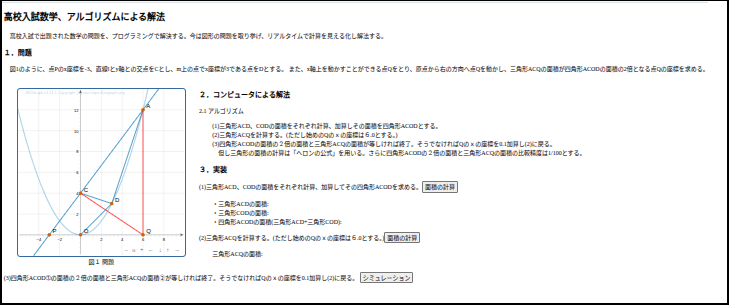 高校入試数学、アルゴリズムによる解法
高校入試で出題された数学の問題を、プログラミングで解決する。今は図形の問題を取り挙げ、リアルタイムで計算を見える化し解法する。
１．問題
図1のように、点Pのx座標を-3、直線lとy軸との交点をCとし、m上の点でx座標が3である点をDとする。また、x軸上を動かすことができる点Qをとり、原点から右の方向へ点Qを動かし、三角形ACQの面積が四角形ACODの面積の2倍となる点Qの座標を求める。
２．コンピュータによる解法
2.1 アルゴリズム
(1)三角形ACD、CODの面積をそれぞれ計算、加算しその面積を四角形ACODとする。
(2)三角形ACQを計算する。(ただし始めのQのｘの座標は６.0とする。)
(3)四角形ACODの面積の２倍の面積と三角形ACQの面積が等しければ終了。そうでなければQのｘの座標を0.1加算し(2)に戻る。
但し三角形の面積の計算は「ヘロンの公式」を用いる。さらに四角形ACODの２倍の面積と三角形ACQの面積の比較精度は1/100とする。
３．実装
(1)三角形ACD、CODの面積をそれぞれ計算、加算してその四角形ACODを求める。 面積の計算
・三角形ACDの面積:
・三角形CODの面積:
・四角形ACODの面積(三角形ACD+三角形COD):
(2)三角形ACQを計算する。(ただし始めのQのｘの座標は６.0とする。) 面積の計算
三角形ACQの面積:
A
12
10
8
6
C
4
D
2
P
O
Q
-4
-2
2
4
6
8
図１ 問題
(3)四角形ACOD①の面積の２倍の面積と三角形ACQの面積②が等しければ終了。そうでなければQのｘの座標を0.1加算し(2)に戻る。 シミュレーション